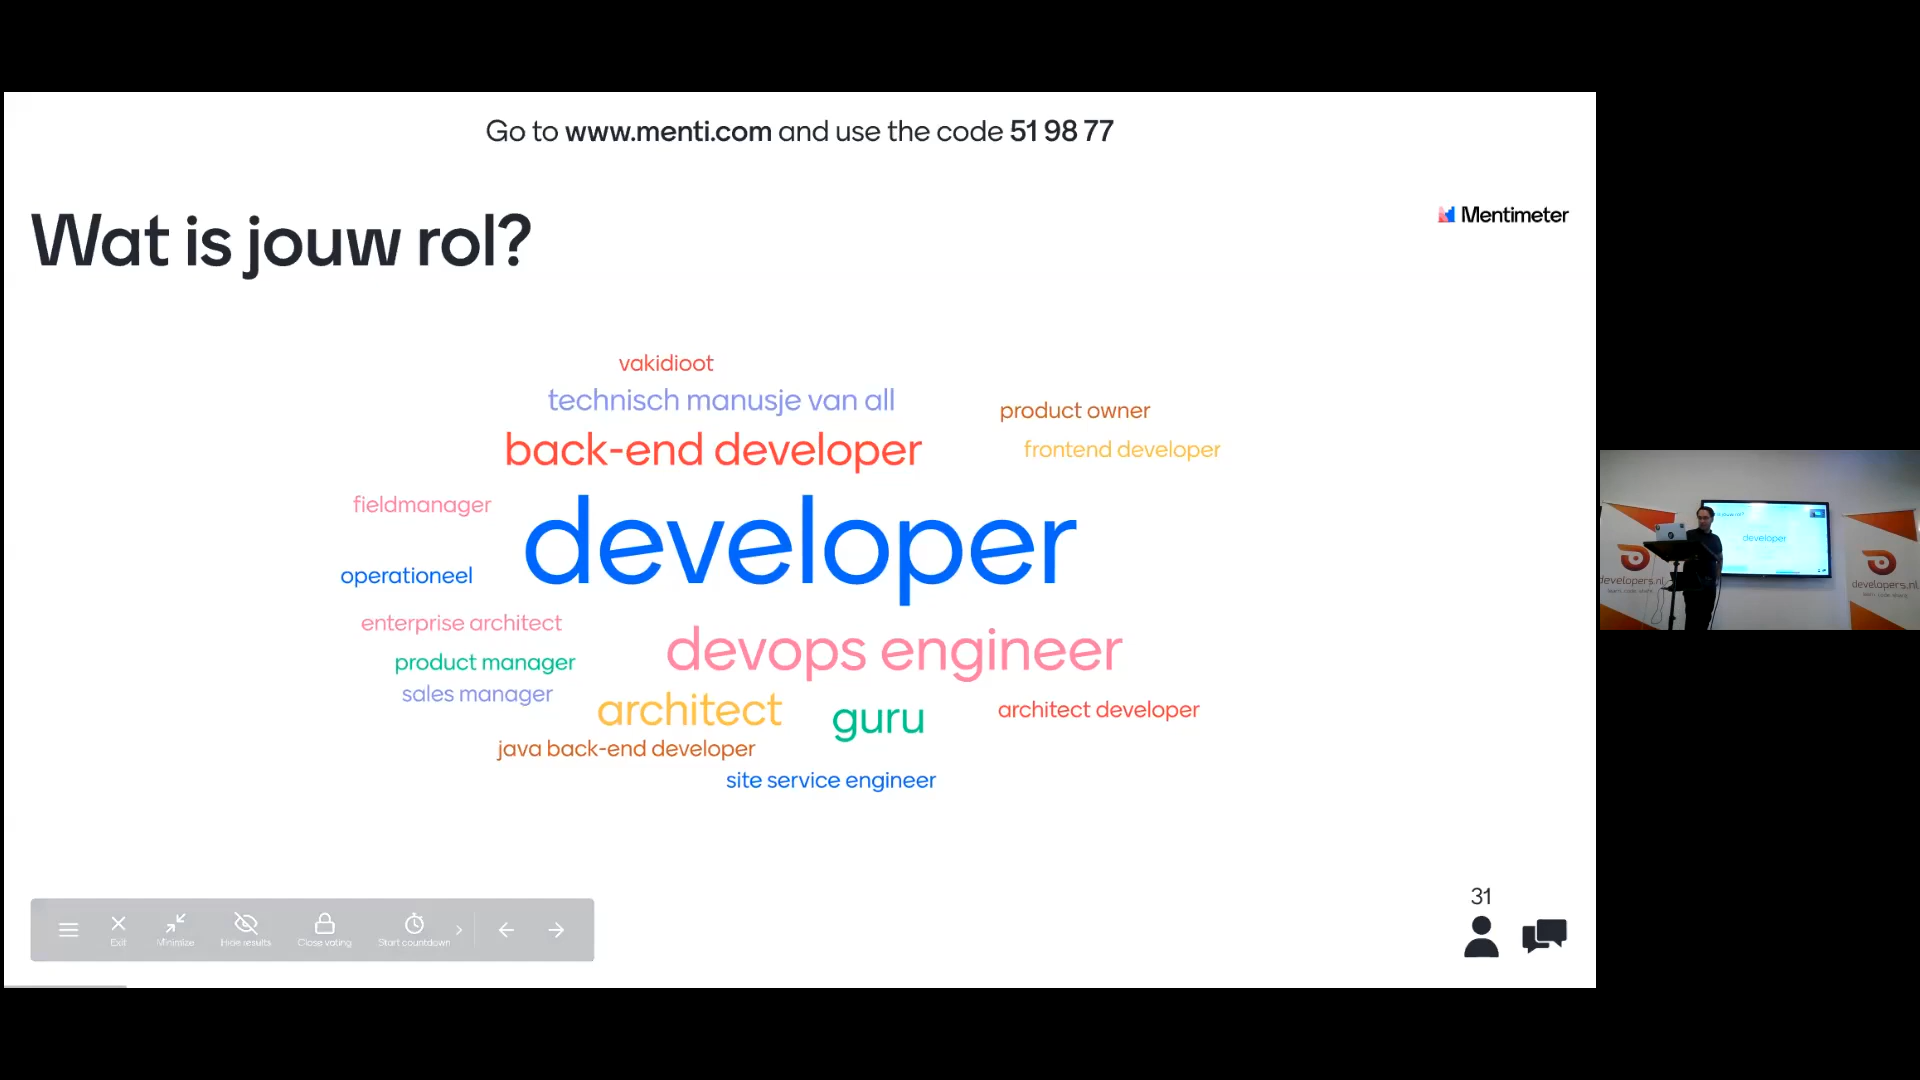 Go to www.menti.com and use the code 51 98 77
Wat is jouw rol?
Mentimeter
vakidioot
technisch manusje van all
product owner
back-end developer
frontend developer
fieldmanager
developer
operationeel
enterprise architect
devops engineer
product manager
sales manager
architect
guru
architect developer
java back-end developer
site service engineer
31
Exit
Minimize
Hide results
Close voting
Start countdown
developer
developers.nl
developers.nl